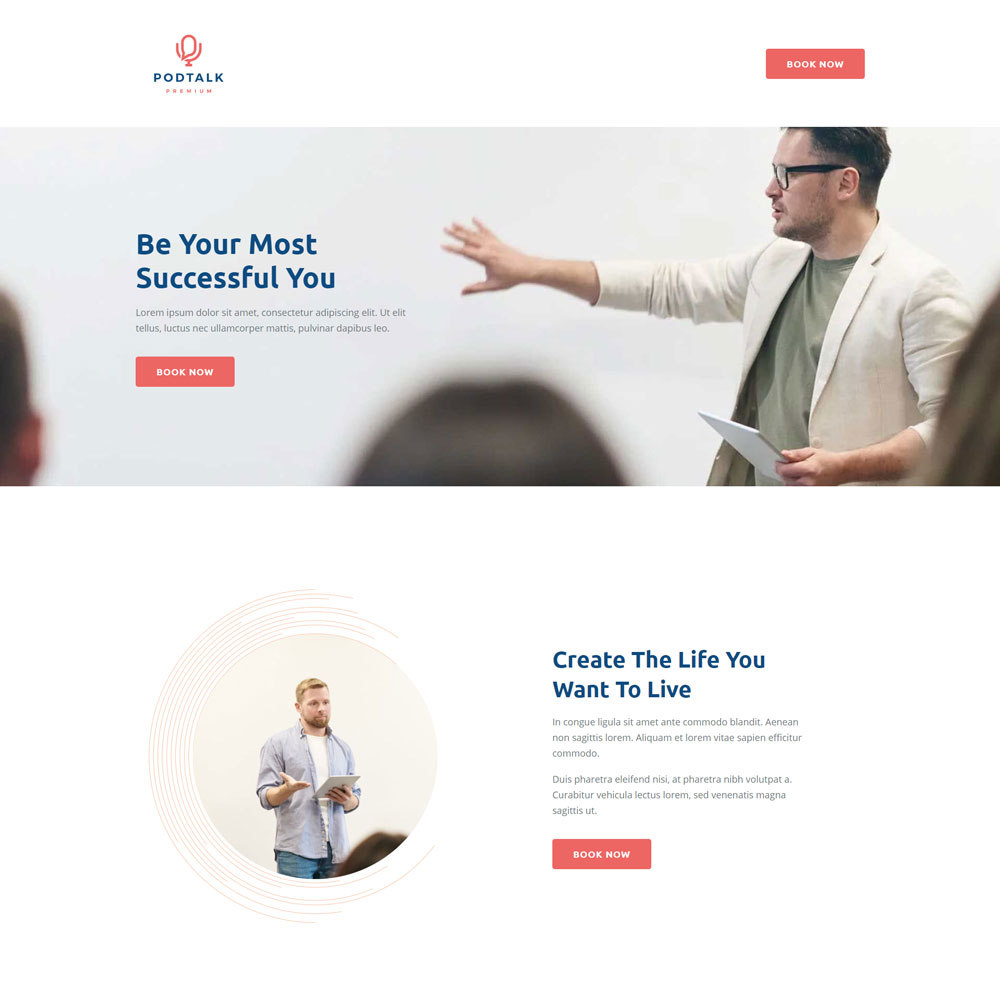 PODTALK
PREMIUM
BOOK NOW
Be Your Most
Successful You
Lorem ipsum dolor sit amet, consectetur adipiscing elit. Ut elit
tellus, luctus nec ullamcorper mattis, pulvinar dapibus leo.
BOOK NOW
Create The Life You
Want To Live
In congue ligula sit amet ante commodo blandit. Aenean
non sagittis lorem. Aliquam et lorem vitae sapien efficitur
commodo.
Duis pharetra eleifend nisi, at pharetra nibh volutpat a.
Curabitur vehicula lectus lorem, sed venenatis magna
sagittis ut.
BOOK NOW